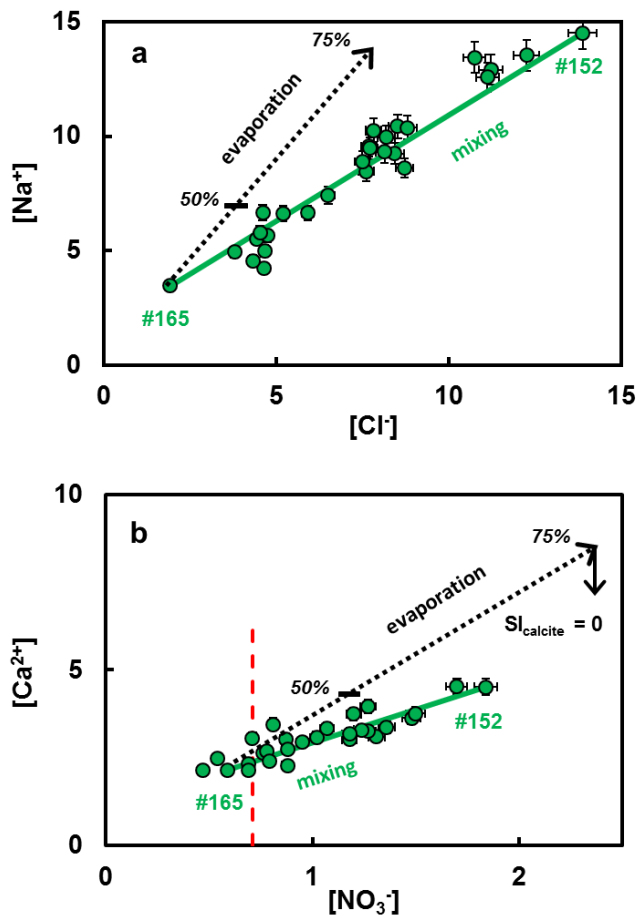 15
a
75%
#152
evaporation
10
mixing
[Na⁺]
50%
5
#165
0
0
5
10
15
[Cl⁻]
10
b
75%
evaporation
SIcalcite = 0
[Ca²⁺]
50%
5
#152
mixing
#165
0
0
1
2
[NO₃⁻]